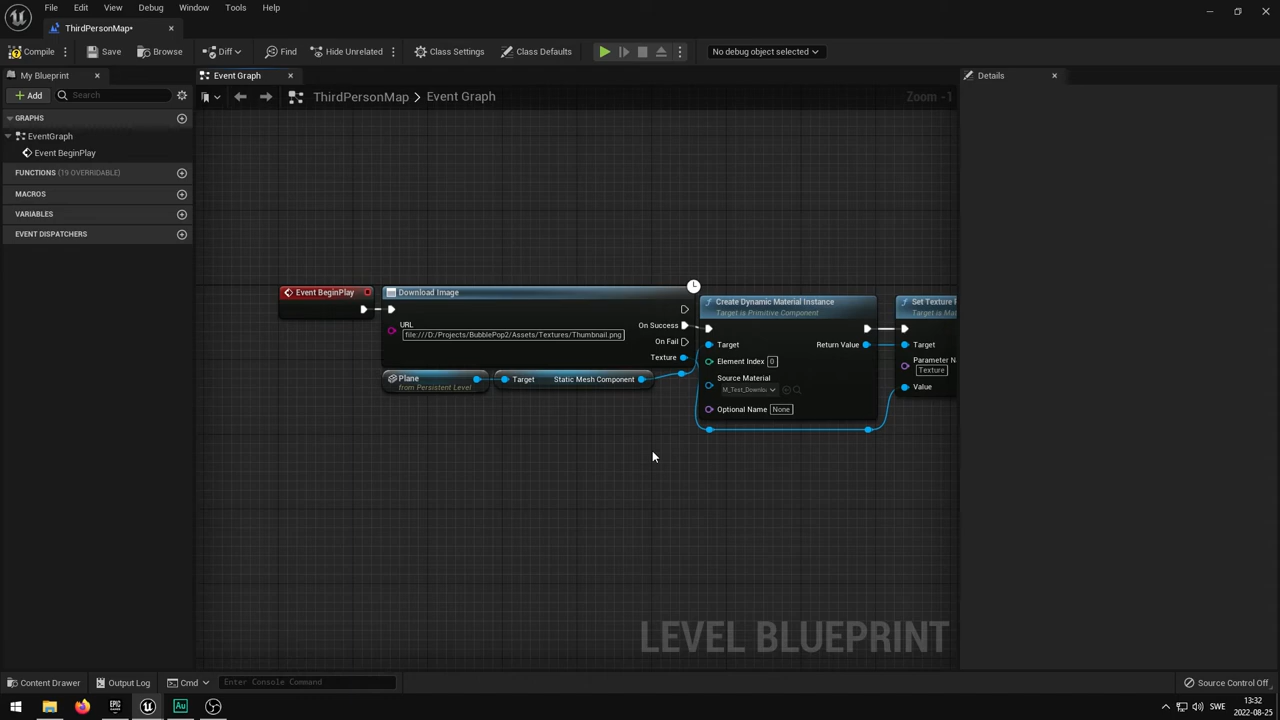 File Edit View Debug Window Tools Help
ThirdPersonMap•
Compile Save Browse Diff Find Hide Unrelated Class Settings Class Defaults No debug object selected
My Blueprint Event Graph Details
Add Search
ThirdPersonMap > Event Graph Zoom -1
GRAPHS
EventGraph
Event BeginPlay
FUNCTIONS (19 OVERRIDABLE)
MACROS
VARIABLES
EVENT DISPATCHERS
Event BeginPlay
Download Image
URL
file:///D:/Projects/BubblePop2/Assets/Textures/Thumbnail.png
On Success
On Fail
Texture
Plane
from Persistent Level
Target Static Mesh Component
Create Dynamic Material Instance
Target is Primitive Component
Target Return Value
Element Index 0
Source Material
Optional Name None
Set Texture
Target is
Target
Parameter
Texture
Value
LEVEL BLUEPRINT
Content Drawer Output Log Cmd Enter Console Command Source Control Off
Au SWE 13:32
2022-08-25